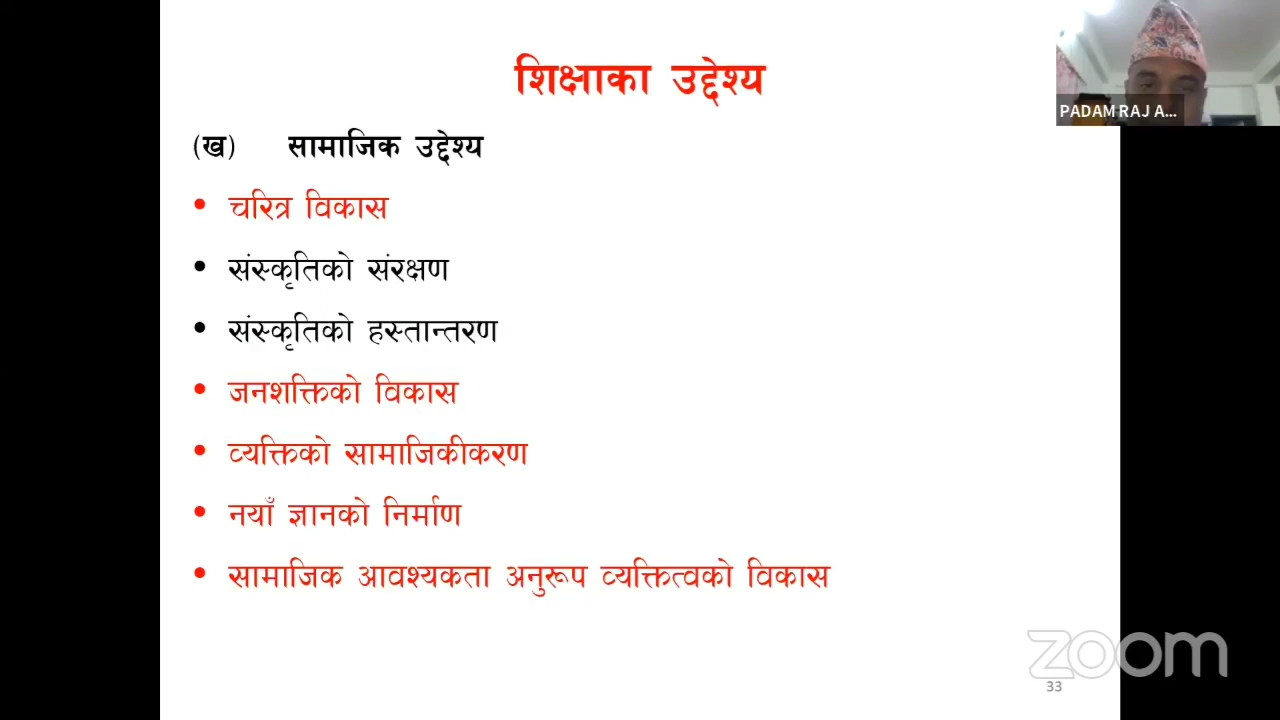 शिक्षाका उद्देश्य
PADAM RAJ A...
(ख) सामाजिक उद्देश्य
• चरित्र विकास
• संस्कृतिको संरक्षण
• संस्कृतिको हस्तान्तरण
• जनशक्तिको विकास
• व्यक्तिको सामाजिकीकरण
• नयाँ ज्ञानको निर्माण
• सामाजिक आवश्यकता अनुरूप व्यक्तित्वको विकास
zoom
33